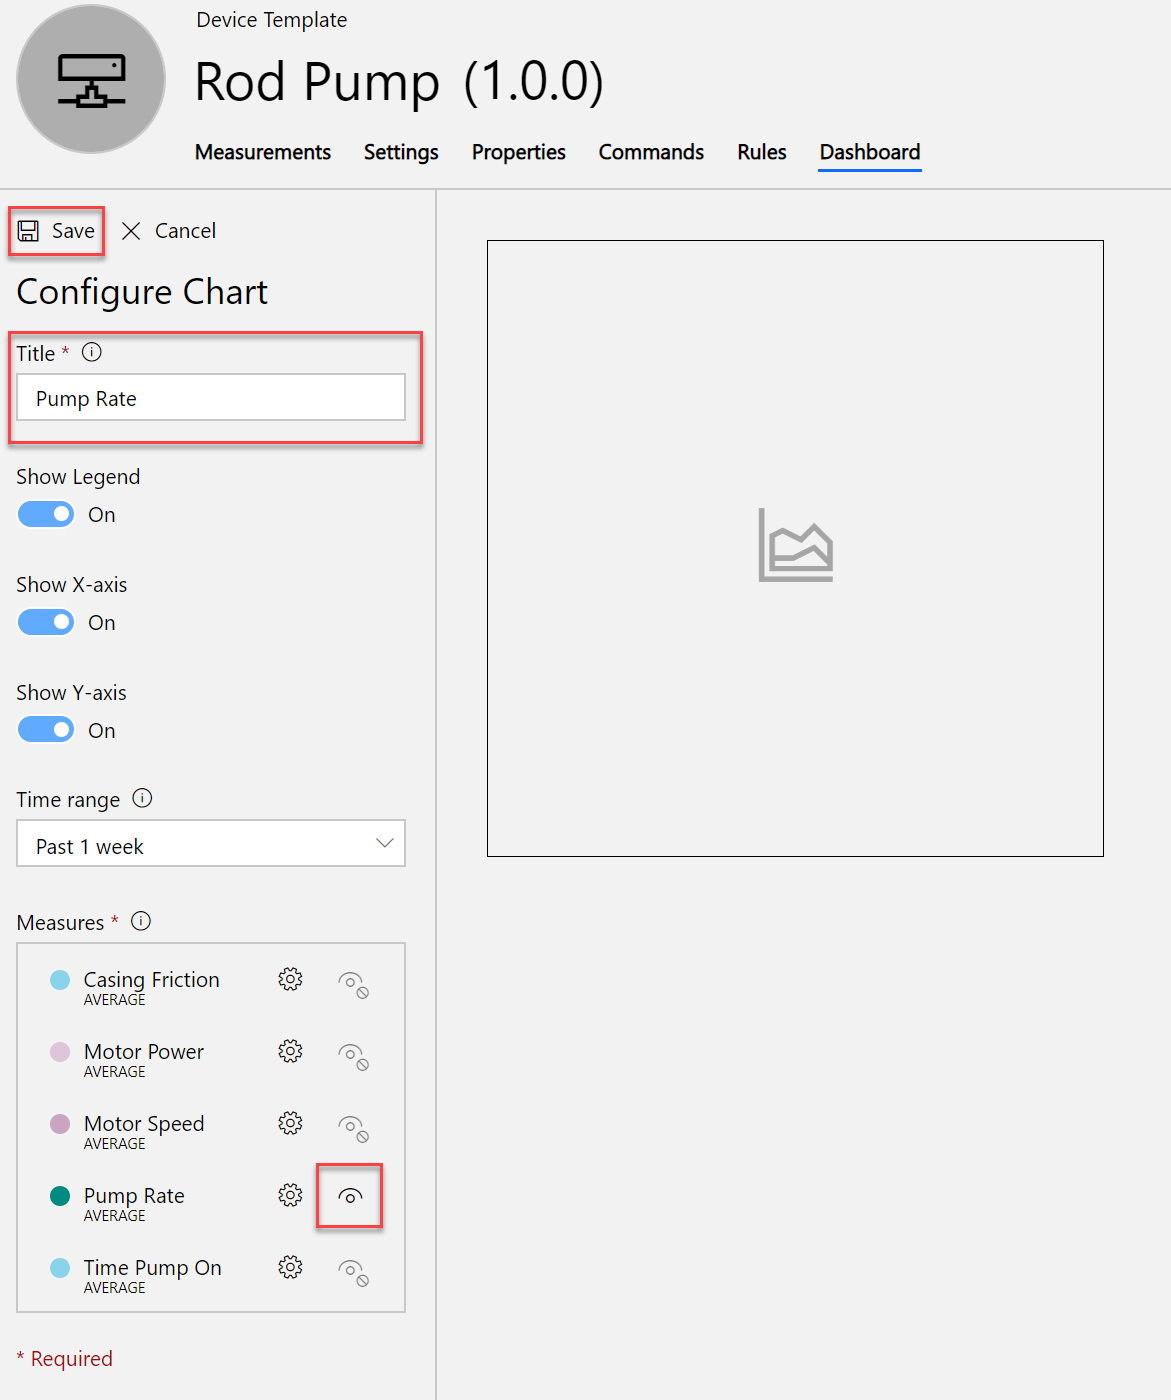 Device Template
Rod Pump (1.0.0)
Measurements Settings Properties Commands Rules Dashboard
Save Cancel
Configure Chart
Title *
Pump Rate
Show Legend
On
Show X-axis
On
Show Y-axis
On
Time range
Past 1 week
Measures *
Casing Friction
AVERAGE
Motor Power
AVERAGE
Motor Speed
AVERAGE
Pump Rate
AVERAGE
Time Pump On
AVERAGE
* Required